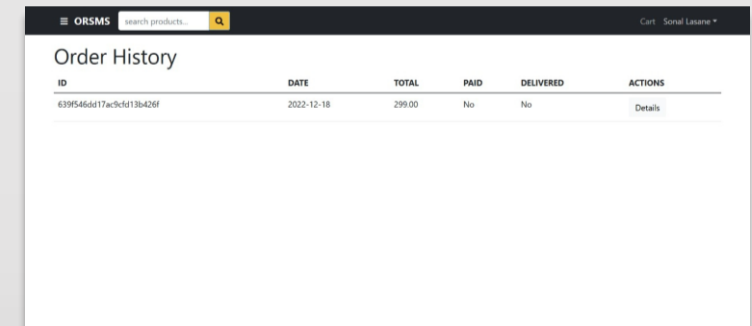 ORSMS search products... Cart Sonal Lasane
Order History
ID DATE TOTAL PAID DELIVERED ACTIONS
639f546dd17ac9cfd13b426f 2022-12-18 299.00 No No Details